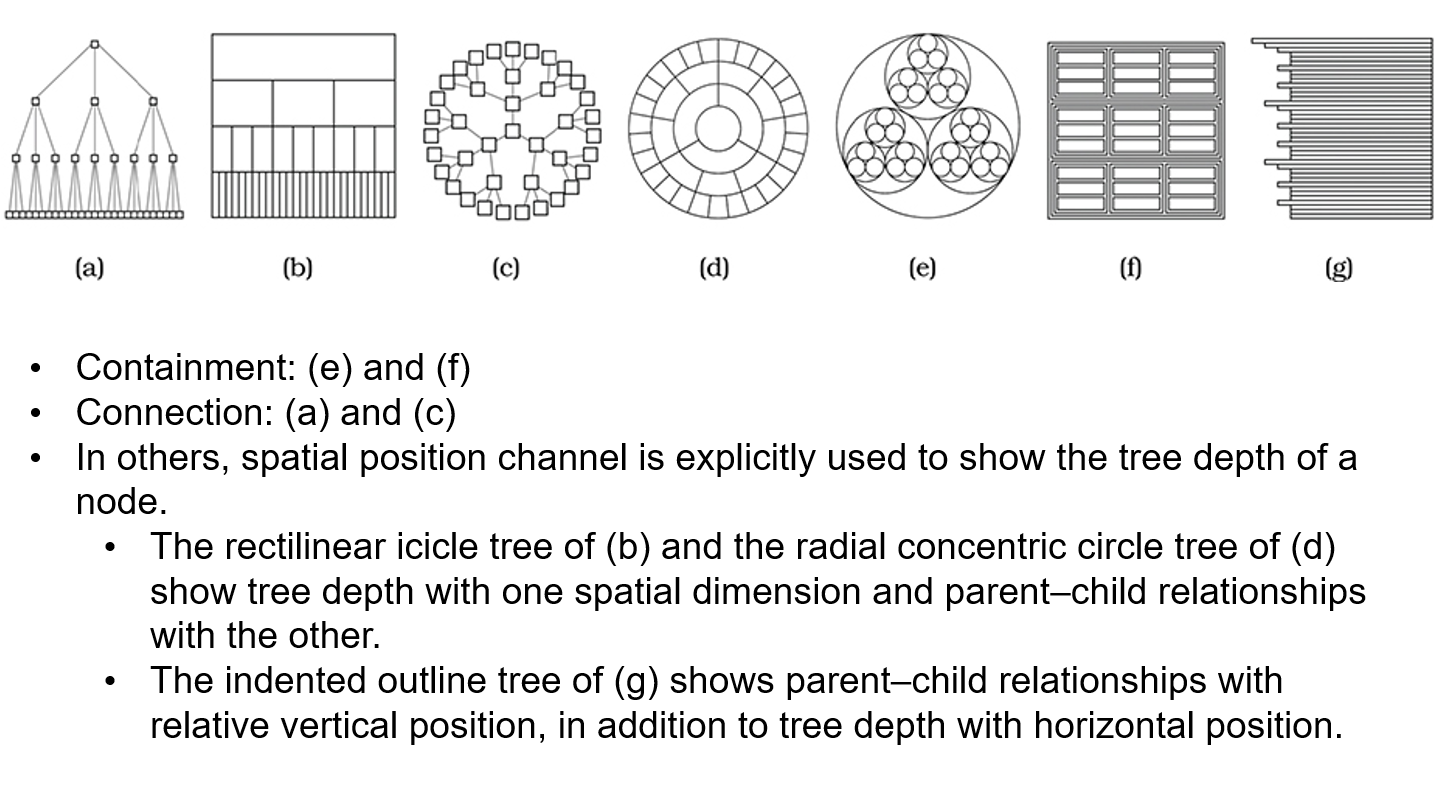 (a) (b) (c) (d) (e) (f) (g)
• Containment: (e) and (f)
• Connection: (a) and (c)
• In others, spatial position channel is explicitly used to show the tree depth of a
node.
• The rectilinear icicle tree of (b) and the radial concentric circle tree of (d)
show tree depth with one spatial dimension and parent–child relationships
with the other.
• The indented outline tree of (g) shows parent–child relationships with
relative vertical position, in addition to tree depth with horizontal position.